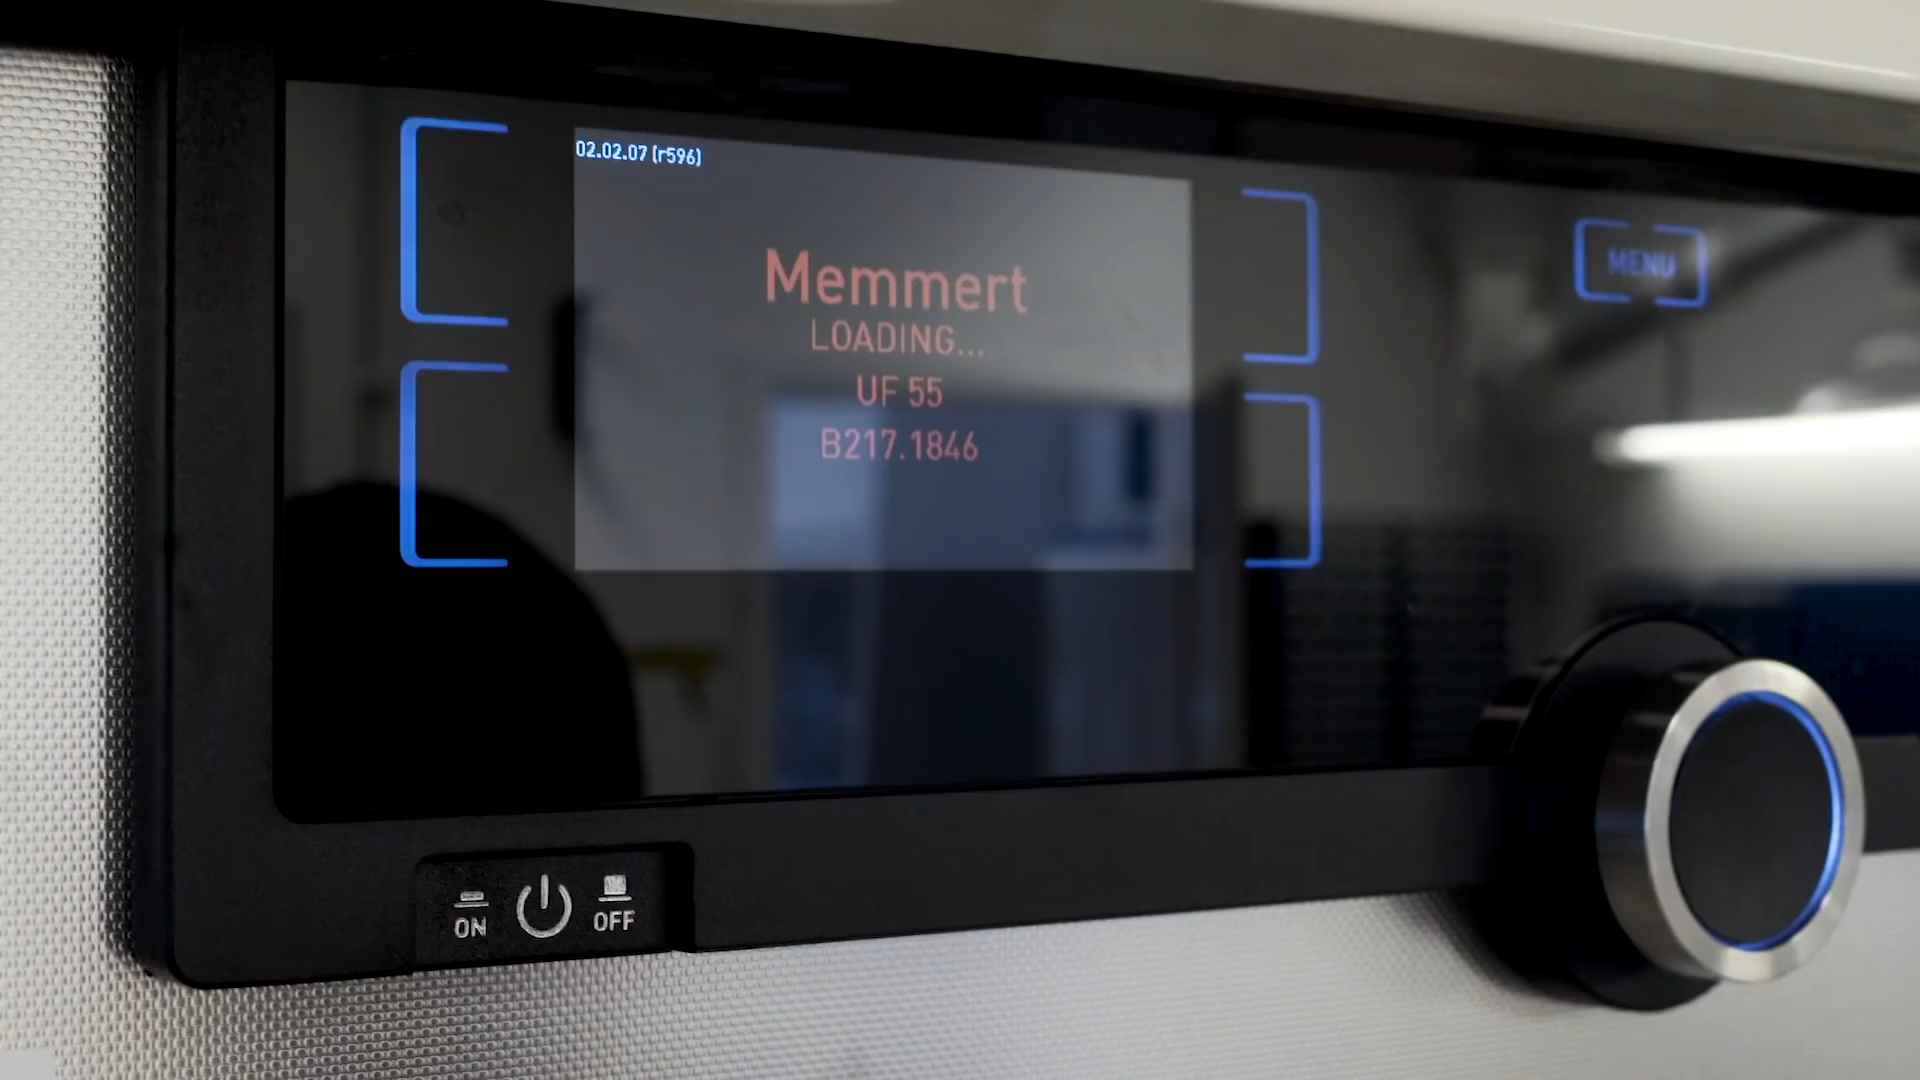 02.02.07 (r596)
Memmert
LOADING...
UF 55
B217.1846
MENU
ON
OFF